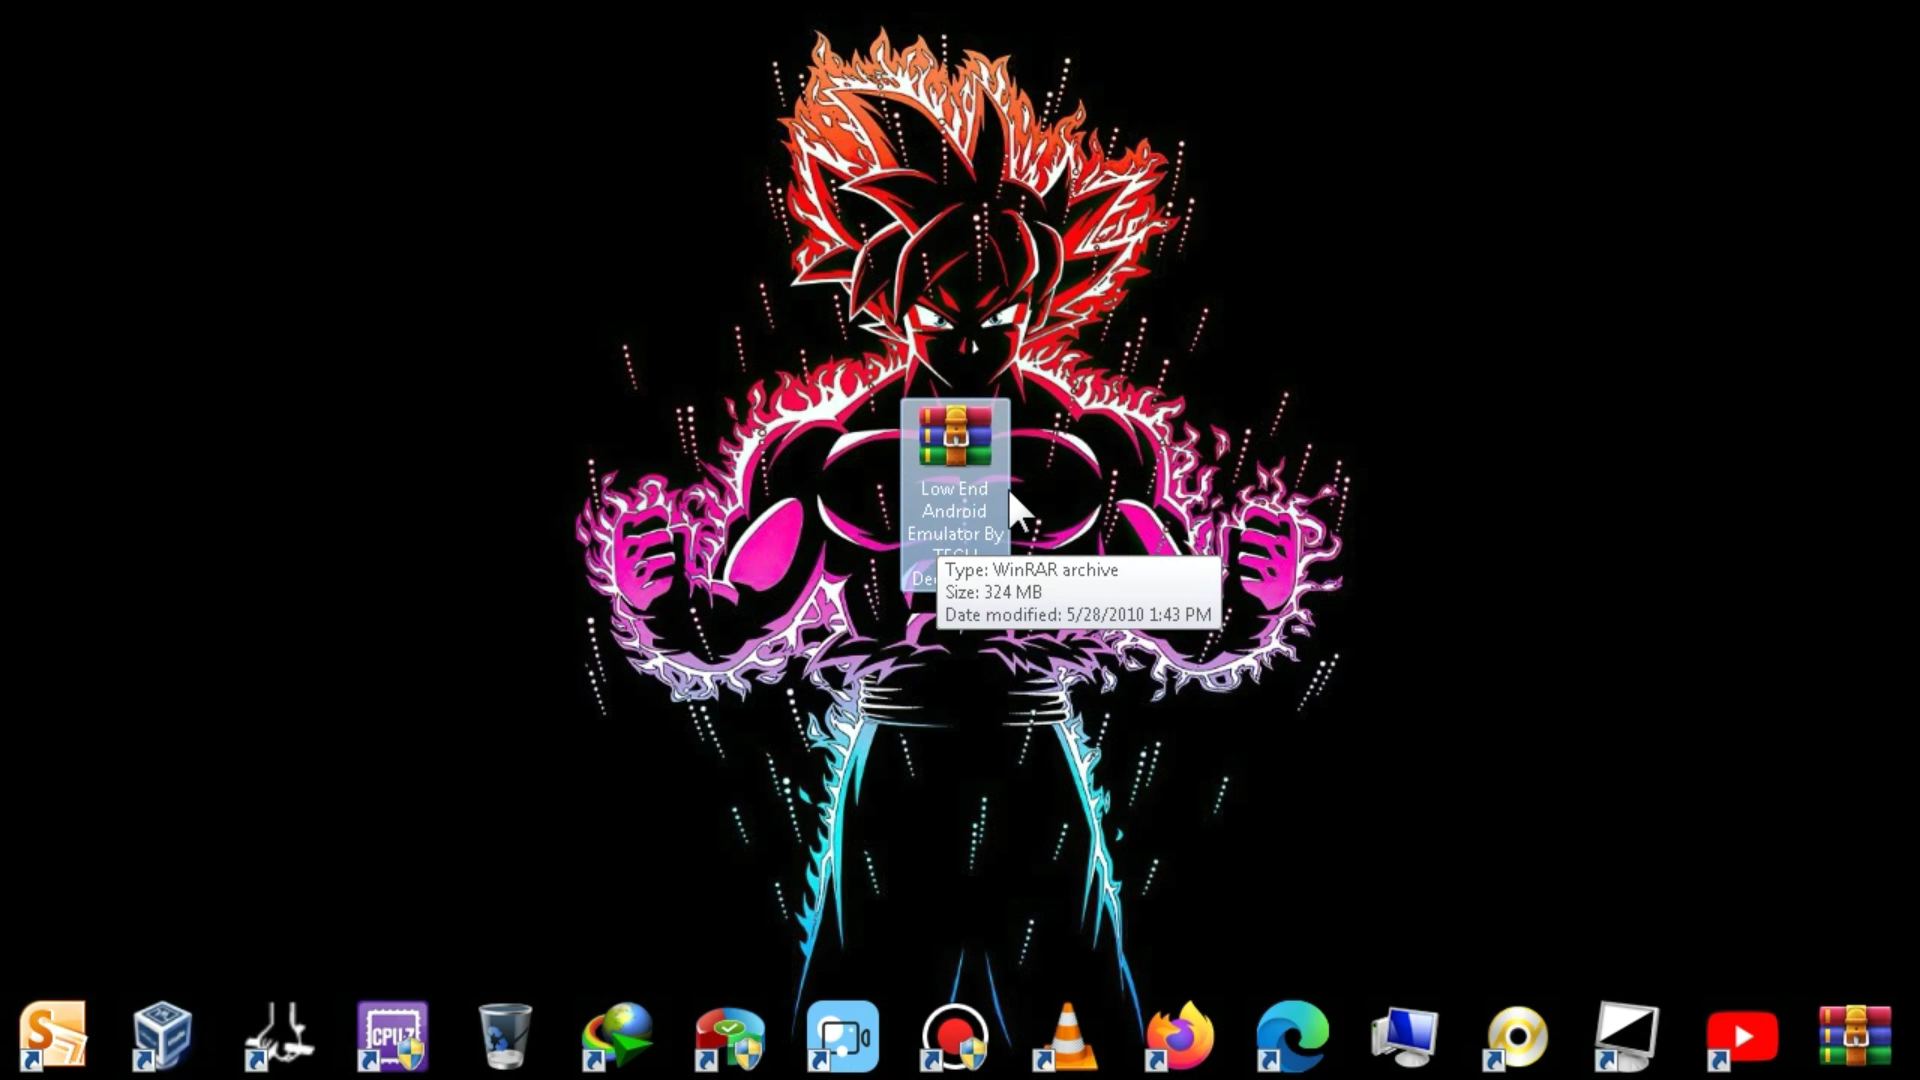 Low End
Android
Emulator By
Type: WinRAR archive
Size: 324 MB
Date modified: 5/28/2010 1:43 PM
CPU-Z